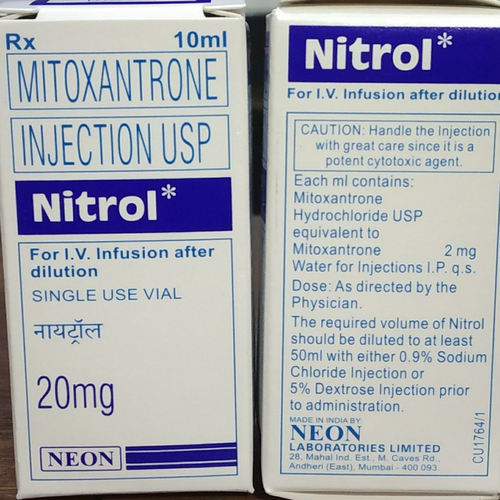 Rx 10ml
MITOXANTRONE
INJECTION USP
Nitrol*
For I.V. Infusion after
dilution
SINGLE USE VIAL
नायट्रॉल
20mg
NEON
Nitrol*
For I.V. Infusion after dilution
CAUTION: Handle the Injection
with great care since it is a
potent cytotoxic agent.
Each ml contains:
Mitoxantrone
Hydrochloride USP
equivalent to
Mitoxantrone 2 mg
Water for Injections I.P. q.s.
Dose: As directed by the
Physician.
The required volume of Nitrol
should be diluted to at least
50ml with either 0.9% Sodium
Chloride Injection or
5% Dextrose Injection prior
to administration.
MADE IN INDIA BY
NEON
LABORATORIES LIMITED
28, Mahal Ind. Est., M. Caves Rd.,
Andheri (East), Mumbai - 400 093.
CU1764/1